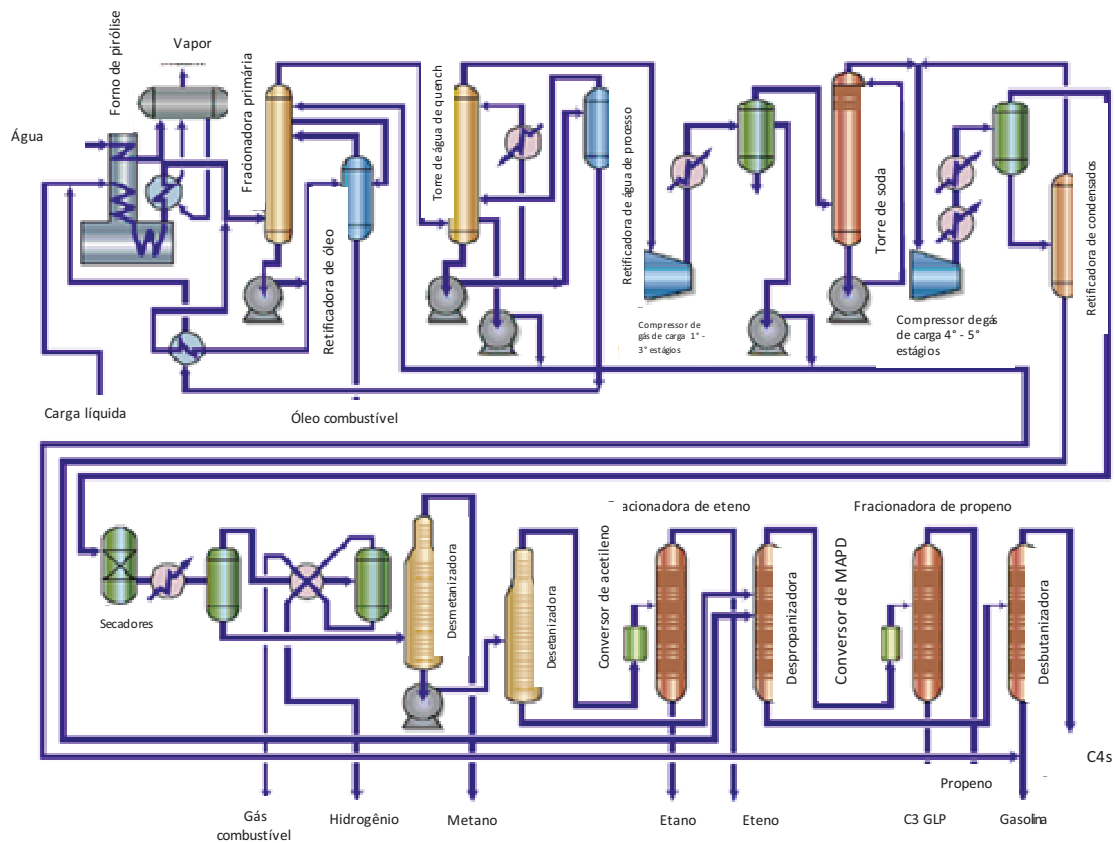 Vapor
Forno de pirólise
Água
Fracionadora primária
Retificadora de óleo
Torre de água de quench
Retificadora de água de processo
Compressor de
gás de carga 1° -
3° estágios
Torre de soda
Compressor de gás
de carga 4° - 5°
estágios
Retificadora de condensados
Carga líquida
Óleo combustível
Secadores
Desmetanizadora
Desetanizadora
Conversor de acetileno
acionadora de eteno
Despropanizadora
Conversor de MAPD
Fracionadora de propeno
Desbutanizadora
C4s
Propeno
Gás
combustível
Hidrogênio
Metano
Etano
Eteno
C3 GLP
Gasolina